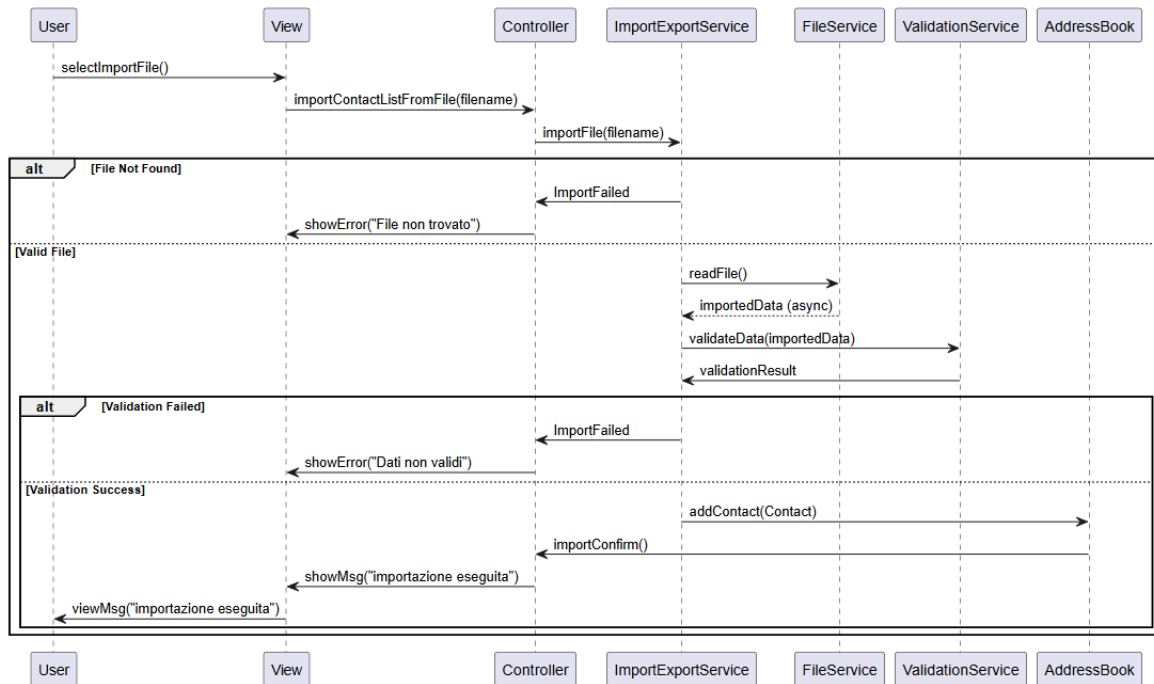 User View Controller ImportExportService FileService ValidationService AddressBook
selectImportFile()
importContactListFromFile(filename)
importFile(filename)
alt [File Not Found]
ImportFailed
showError("File non trovato")
[Valid File]
readFile()
importedData (async)
validateData(importedData)
validationResult
alt [Validation Failed]
ImportFailed
showError("Dati non validi")
[Validation Success]
addContact(Contact)
importConfirm()
showMsg("importazione eseguita")
viewMsg("importazione eseguita")
User View Controller ImportExportService FileService ValidationService AddressBook